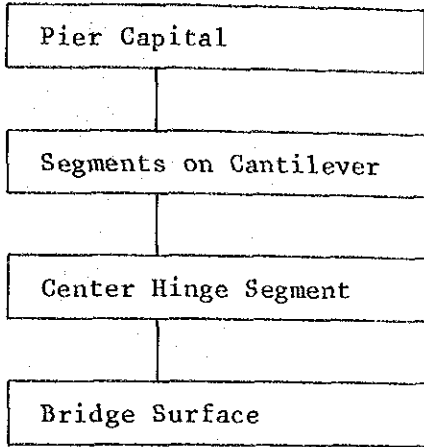 Pier Capital
Segments on Cantilever
Center Hinge Segment
Bridge Surface